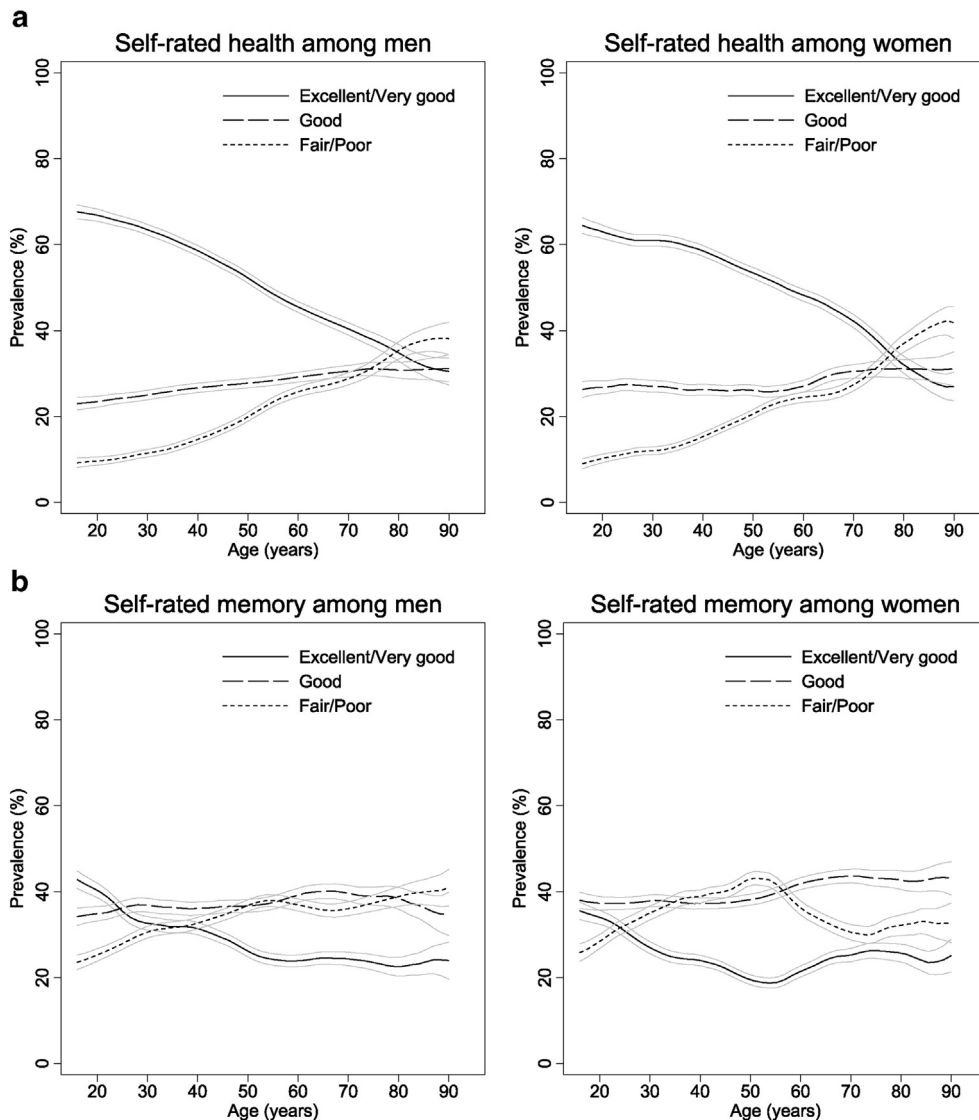 a
Self-rated health among men
Prevalence (%)
0 20 40 60 80 100
Excellent/Very good
Good
Fair/Poor
20 30 40 50 60 70 80 90
Age (years)
Self-rated health among women
Prevalence (%)
0 20 40 60 80 100
Excellent/Very good
Good
Fair/Poor
20 30 40 50 60 70 80 90
Age (years)
b
Self-rated memory among men
Prevalence (%)
0 20 40 60 80 100
Excellent/Very good
Good
Fair/Poor
20 30 40 50 60 70 80 90
Age (years)
Self-rated memory among women
Prevalence (%)
0 20 40 60 80 100
Excellent/Very good
Good
Fair/Poor
20 30 40 50 60 70 80 90
Age (years)